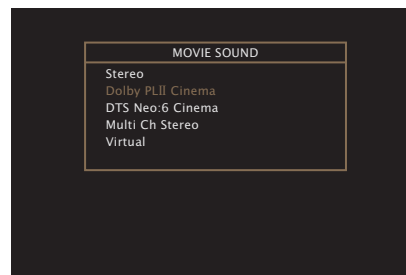 MOVIE SOUND
Stereo
Dolby PLII Cinema
DTS Neo:6 Cinema
Multi Ch Stereo
Virtual